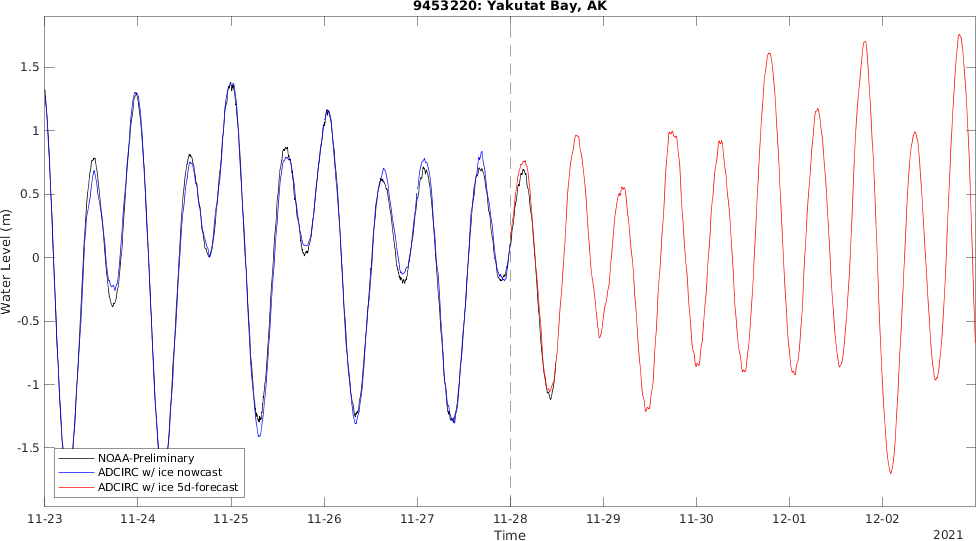 9453220: Yakutat Bay, AK
Water Level (m)
1.5
1
0.5
0
-0.5
-1
-1.5
NOAA-Preliminary
ADCIRC w/ ice nowcast
ADCIRC w/ ice 5d-forecast
11-23 11-24 11-25 11-26 11-27 11-28 11-29 11-30 12-01 12-02
Time
2021